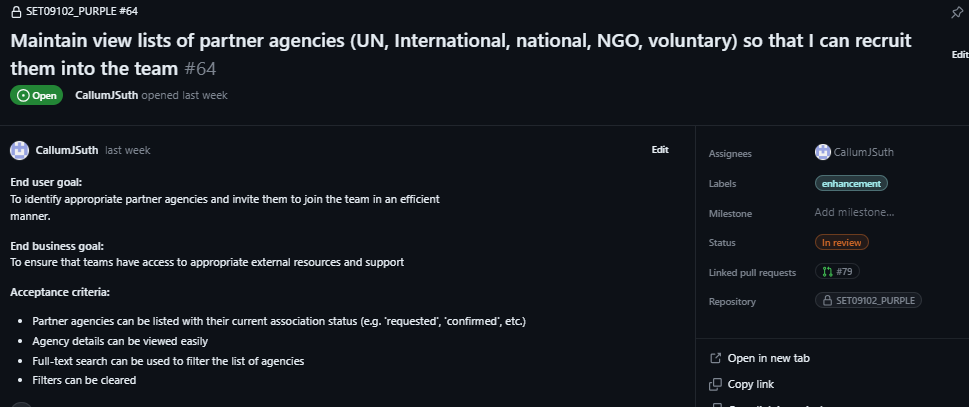 SET09102_PURPLE #64
Maintain view lists of partner agencies (UN, International, national, NGO, voluntary) so that I can recruit
them into the team #64
Edit
Open CallumJSuth opened last week
CallumJSuth last week Edit
End user goal:
To identify appropriate partner agencies and invite them to join the team in an efficient
manner.
End business goal:
To ensure that teams have access to appropriate external resources and support
Acceptance criteria:
• Partner agencies can be listed with their current association status (e.g. 'requested', 'confirmed', etc.)
• Agency details can be viewed easily
• Full-text search can be used to filter the list of agencies
• Filters can be cleared
Assignees CallumJSuth
Labels enhancement
Milestone Add milestone...
Status In review
Linked pull requests #79
Repository SET09102_PURPLE
Open in new tab
Copy link